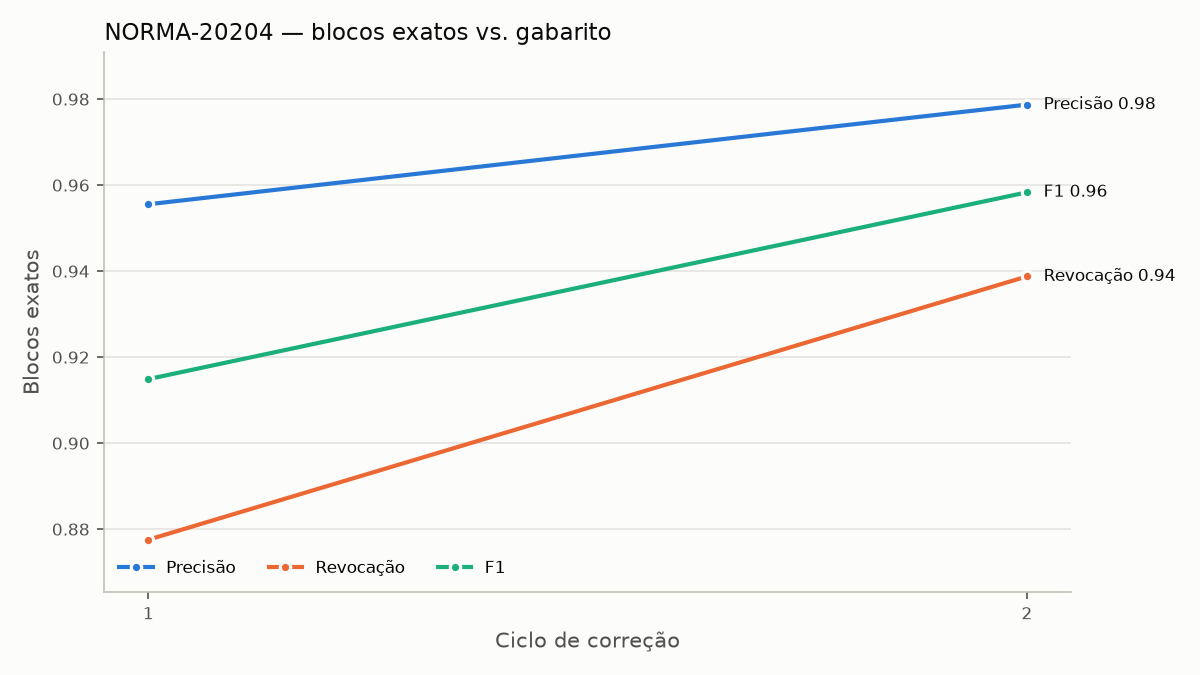 NORMA-20204 — blocos exatos vs. gabarito
Blocos exatos
0.98
0.96
0.94
0.92
0.90
0.88
Precisão 0.98
F1 0.96
Revocação 0.94
Precisão
Revocação
F1
1
2
Ciclo de correção